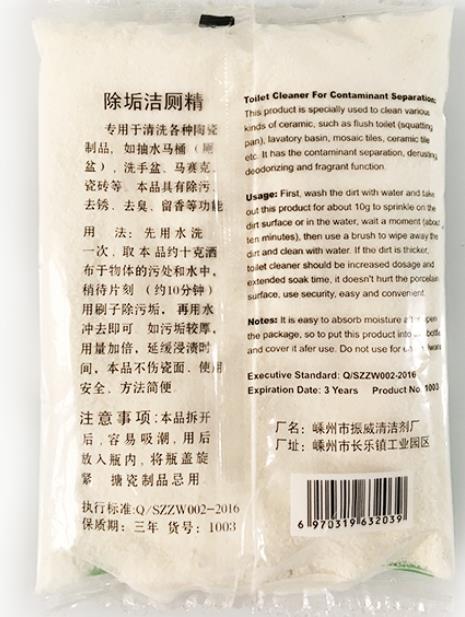 除垢洁厕精
专用于清洗各种陶瓷
制品，如抽水马桶（厕
盆），洗手盆、马赛克、
瓷砖等。本品具有除污、
去锈、去臭、留香等功能
用 法：先用水洗
一次，取本品约十克洒
布于物体的污处和水中，
稍待片刻 （约10分钟）
用刷子除污垢，再用水
冲去即可 如污垢较厚，
用量加倍，延缓浸渍时
间，本品不伤瓷面、使用
安全、方法简便
注意事项：本品拆开
后，容易吸潮，用后
放入瓶内，将瓶盖旋
紧 搪瓷制品忌用
执行标准:Q/SZZW002-2016
保质期：三年 货号：1003
Toilet Cleaner For Contaminant Separation:
This product is specially used to clean various
kinds of ceramic, such as flush toilet (squatting
pan), lavatory basin, mosaic tiles, ceramic tile
etc. It has the contaminant separation, derusting
deodorizing and fragrant function.
Usage: First, wash the dirt with water and take
out this product for about 10g to sprinkle on the
dirt surface or in the water, wait a moment (about
ten minutes), then use a brush to wipe away the
dirt and clean with water. If the dirt is thicker,
toilet cleaner should be increased dosage and
extended soak time, it doesn't hurt the porcelain
surface, use security, easy and convenient.
Notes: It is easy to absorb moisture open
the package, so to put this product into bottle
and cover it afer use. Do not use for
Executive Standard: Q/SZZW002-2016
Expiration Date: 3 Years Product No 1003
厂名：嵊州市振威清洁剂厂
厂址：嵊州市长乐镇工业园区
6 970319 632039